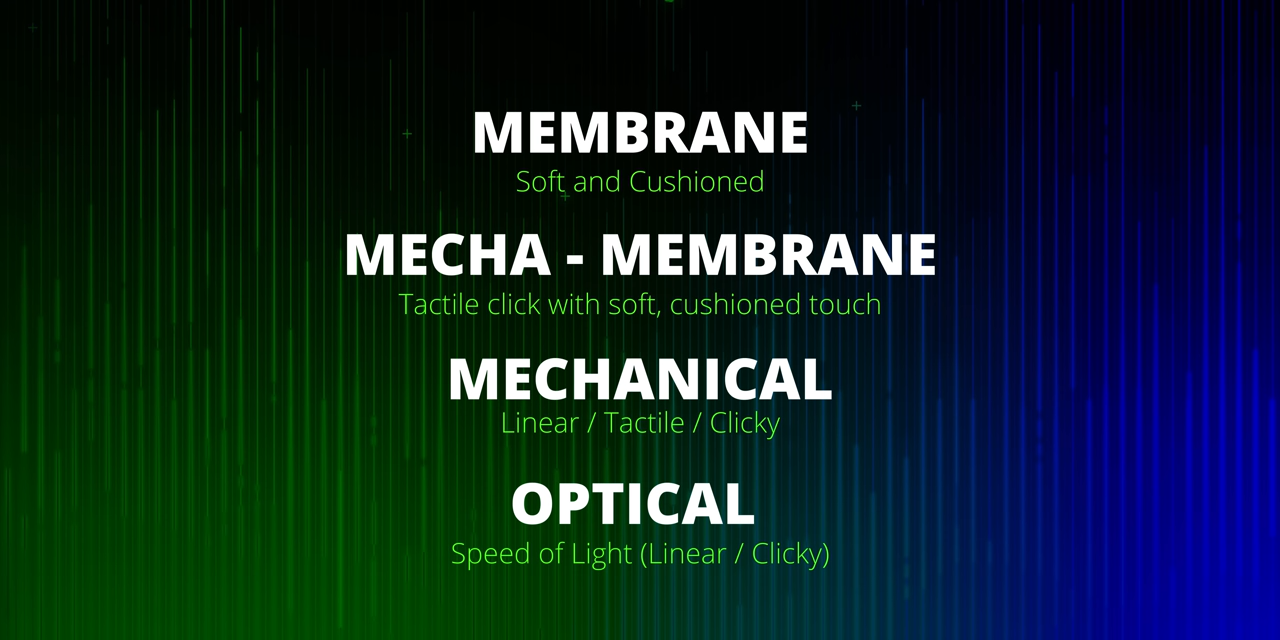 MEMBRANE
Soft and Cushioned
MECHA - MEMBRANE
Tactile click with soft, cushioned touch
MECHANICAL
Linear / Tactile / Clicky
OPTICAL
Speed of Light (Linear / Clicky)